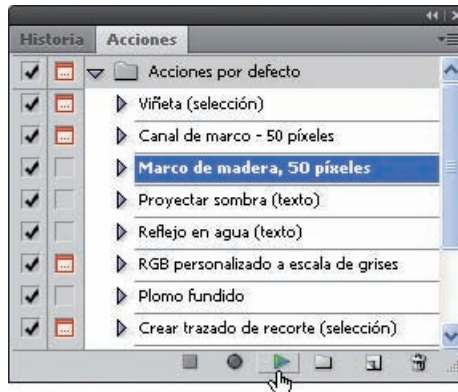 Historia Acciones
Acciones por defecto
Viñeta (selección)
Canal de marco - 50 píxeles
Marco de madera, 50 píxeles
Proyectar sombra (texto)
Reflejo en agua (texto)
RGB personalizado a escala de grises
Plomo fundido
Crear trazado de recorte (selección)